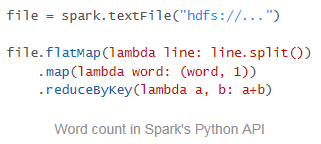 file = spark.textFile("hdfs://...")
file.flatMap(lambda line: line.split())
.map(lambda word: (word, 1))
.reduceByKey(lambda a, b: a+b)
Word count in Spark's Python API